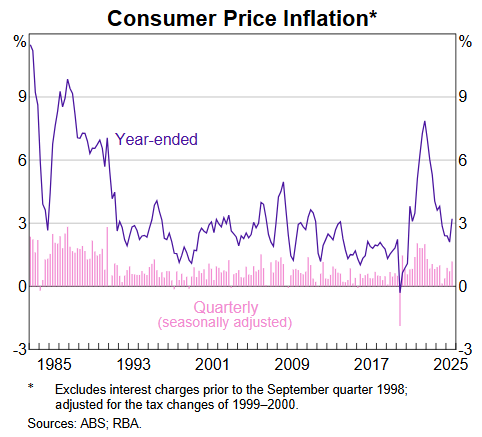 Consumer Price Inflation*
% %
9 9
Year-ended
6 6
3 3
0 0
Quarterly
(seasonally adjusted)
-3 -3
1985 1993 2001 2009 2017 2025
* Excludes interest charges prior to the September quarter 1998;
adjusted for the tax changes of 1999–2000.
Sources: ABS; RBA.